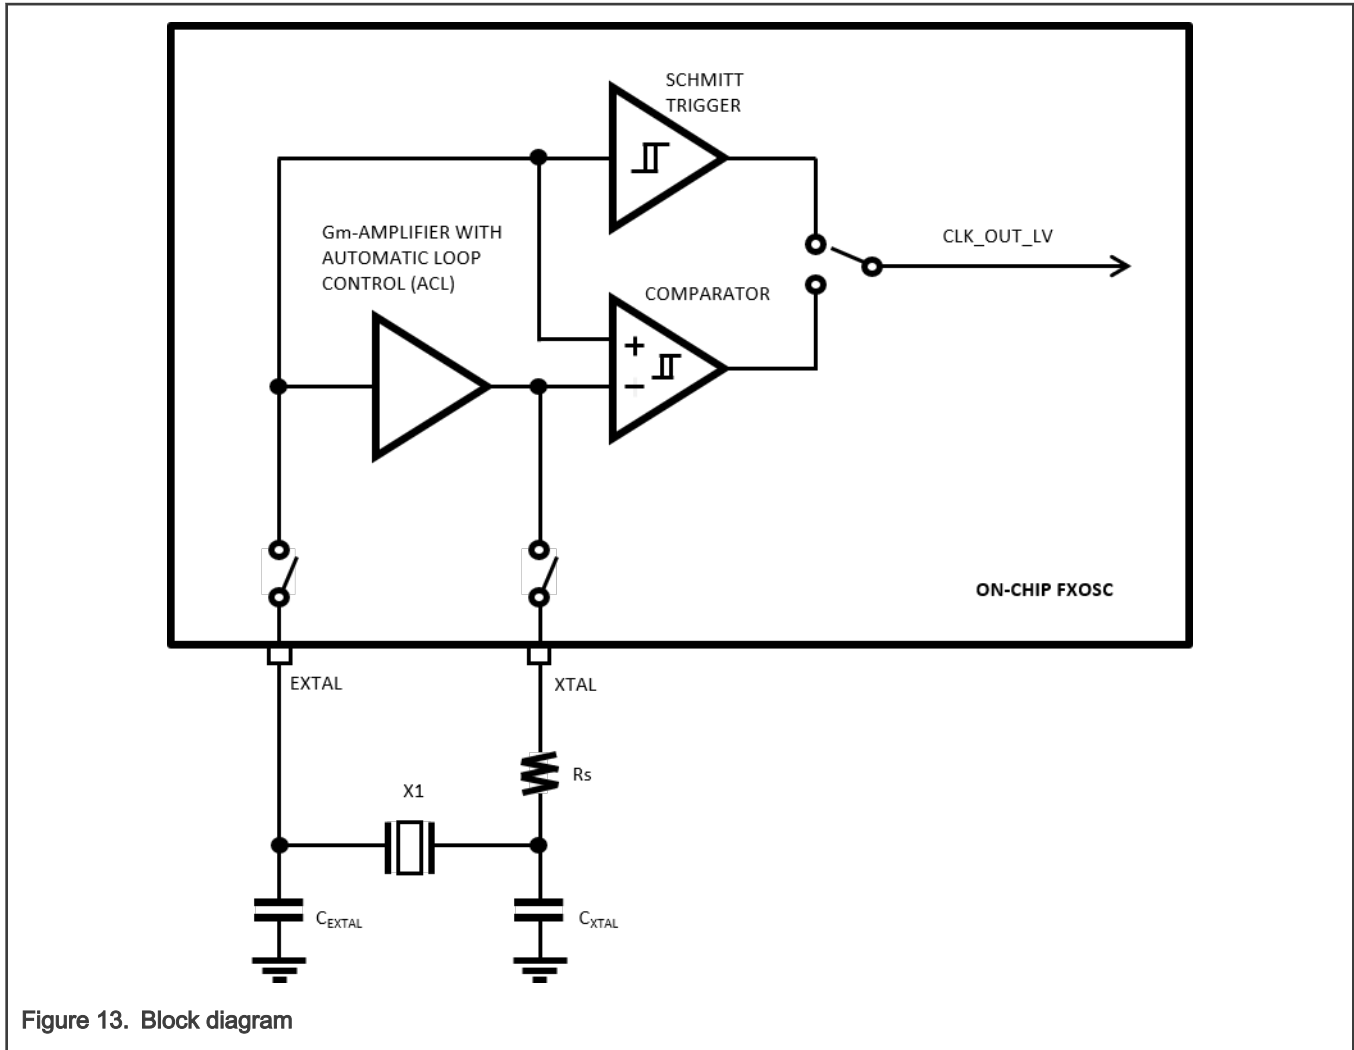 SCHMITT
TRIGGER
Gm-AMPLIFIER WITH
AUTOMATIC LOOP
CONTROL (ACL)
CLK_OUT_LV
COMPARATOR
+
−
ON-CHIP FXOSC
EXTAL
XTAL
Rs
X1
CEXTAL
CXTAL
Figure 13. Block diagram